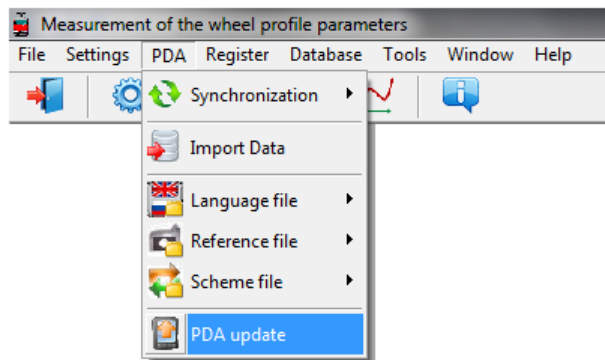 Measurement of the wheel profile parameters
File Settings PDA Register Database Tools Window Help
Synchronization
Import Data
Language file
Reference file
Scheme file
PDA update